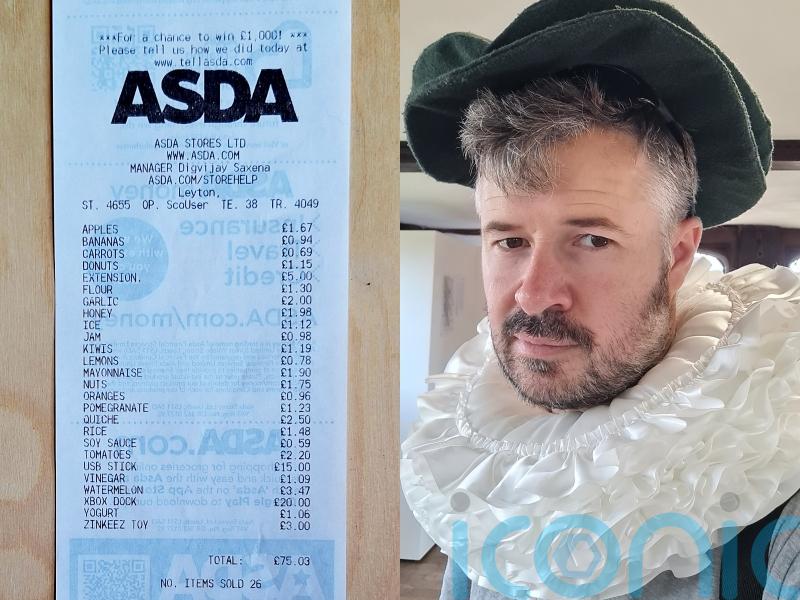 ***For a chance to win £1,000! ***
Please tell us how we did today at
www.tellasda.com
ASDA
ASDA STORES LTD
WWW.ASDA.COM
MANAGER Digvijay Saxena
ASDA.COM/STOREHELP
Leyton,
ST. 4655 OP. ScoUser TE. 38 TR. 4049
APPLES £1.67
BANANAS £0.94
CARROTS £0.69
DONUTS £1.15
EXTENSION. £5.00
FLOUR £1.30
GARLIC £2.00
HONEY £1.98
ICE £1.12
JAM £0.98
KIWIS £1.19
LEMONS £0.78
MAYONNAISE £1.90
NUTS £1.75
ORANGES £0.96
POMEGRANATE £1.23
QUICHE £2.50
RICE £1.48
SOY SAUCE £0.59
TOMATOES £2.20
USB STICK £15.00
VINEGAR £1.09
WATERMELON £3.47
XBOX DOCK £20.00
YOGURT £1.06
ZINKEEZ TOY £3.00
TOTAL: £75.03
NO. ITEMS SOLD 26
iconic